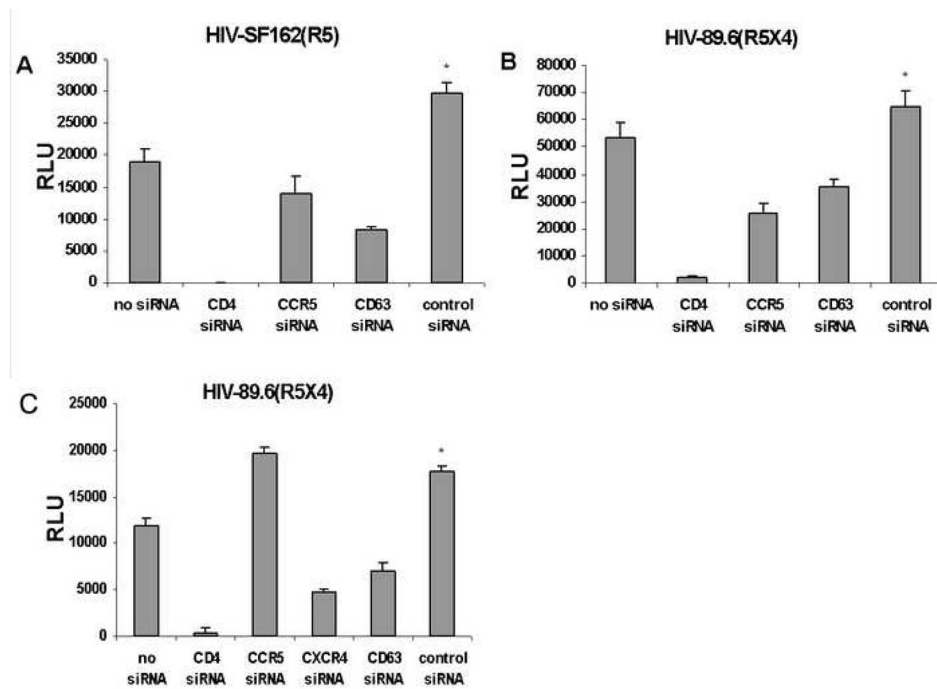 A
HIV-SF162(R5)
35000
30000
25000
20000
15000
10000
5000
0
RLU
*
no siRNA CD4 CCR5 CD63 control
siRNA siRNA siRNA siRNA
B
HIV-89.6(R5X4)
80000
70000
60000
50000
40000
30000
20000
10000
0
RLU
*
no siRNA CD4 CCR5 CD63 control
siRNA siRNA siRNA siRNA
C
HIV-89.6(R5X4)
25000
20000
15000
10000
5000
0
RLU
*
no CD4 CCR5 CXCR4 CD63 control
siRNA siRNA siRNA siRNA siRNA siRNA